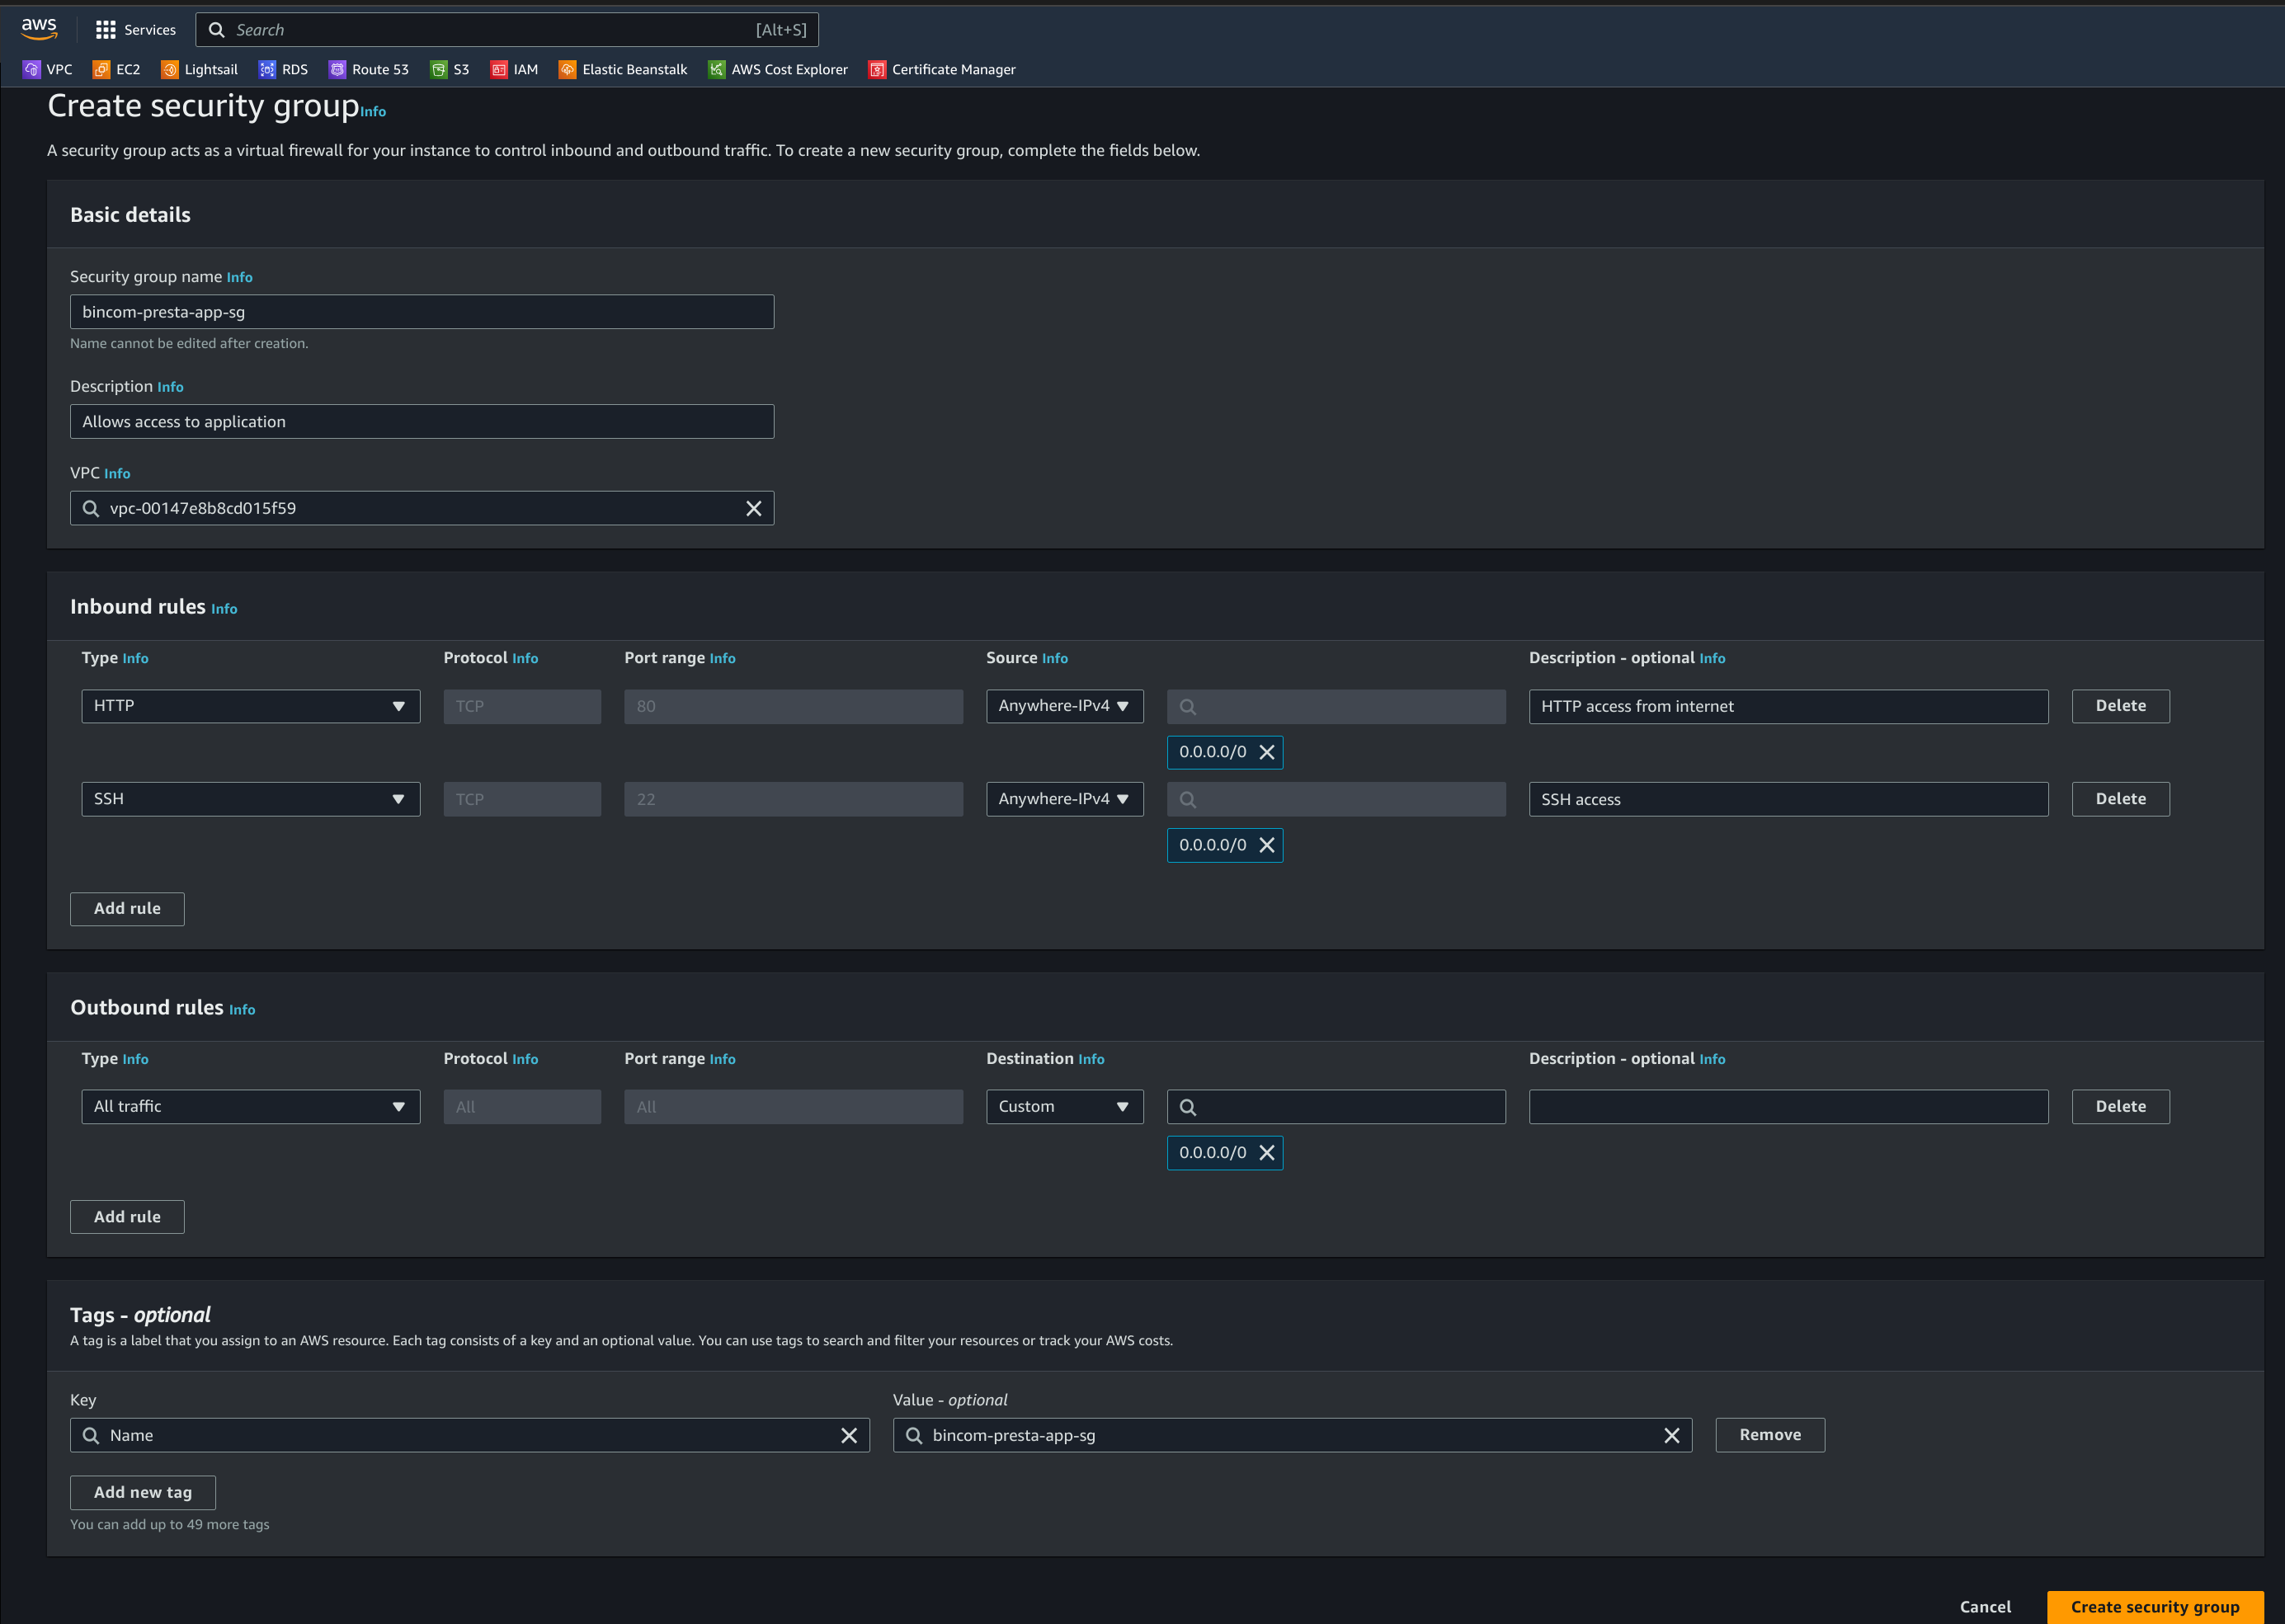 aws Services Search [Alt+S]
VPC EC2 Lightsail RDS Route 53 S3 IAM Elastic Beanstalk AWS Cost Explorer Certificate Manager
Create security group Info
A security group acts as a virtual firewall for your instance to control inbound and outbound traffic. To create a new security group, complete the fields below.
Basic details
Security group name Info
bincom-presta-app-sg
Name cannot be edited after creation.
Description Info
Allows access to application
VPC Info
vpc-00147e8b8cd015f59
Inbound rules Info
Type Info Protocol Info Port range Info Source Info Description - optional Info
HTTP TCP 80 Anywhere-IPv4 HTTP access from internet Delete
0.0.0.0/0
SSH TCP 22 Anywhere-IPv4 SSH access Delete
0.0.0.0/0
Add rule
Outbound rules Info
Type Info Protocol Info Port range Info Destination Info Description - optional Info
All traffic All All Custom Delete
0.0.0.0/0
Add rule
Tags - optional
A tag is a label that you assign to an AWS resource. Each tag consists of a key and an optional value. You can use tags to search and filter your resources or track your AWS costs.
Key Value - optional
Name bincom-presta-app-sg Remove
Add new tag
You can add up to 49 more tags
Cancel Create security group